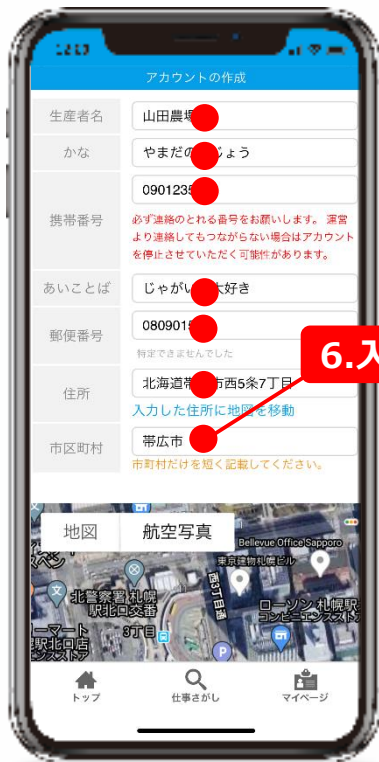 アカウントの作成
生産者名
山田農場
かな
やまだの じょう
携帯番号
0901235
必ず連絡のとれる番号をお願いします。 運営
より連絡してもつながらない場合はアカウント
を停止させていただく可能性があります。
あいことば
じゃがい 大好き
郵便番号
080901
特定できませんでした
6.入
住所
北海道帯 市西5条7丁目
入力した住所に地図を移動
市区町村
帯広市
市町村だけを短く記載してください。
地図
航空写真
Bellevue Office Sapporo
東京建物札幌ビル
西3丁目通
北警察署 札幌
駅北口交番
ローソン 札幌駅
コンビニエンススト
3丁目
ーマート
駅北口店
トップ
仕事さがし
マイページ